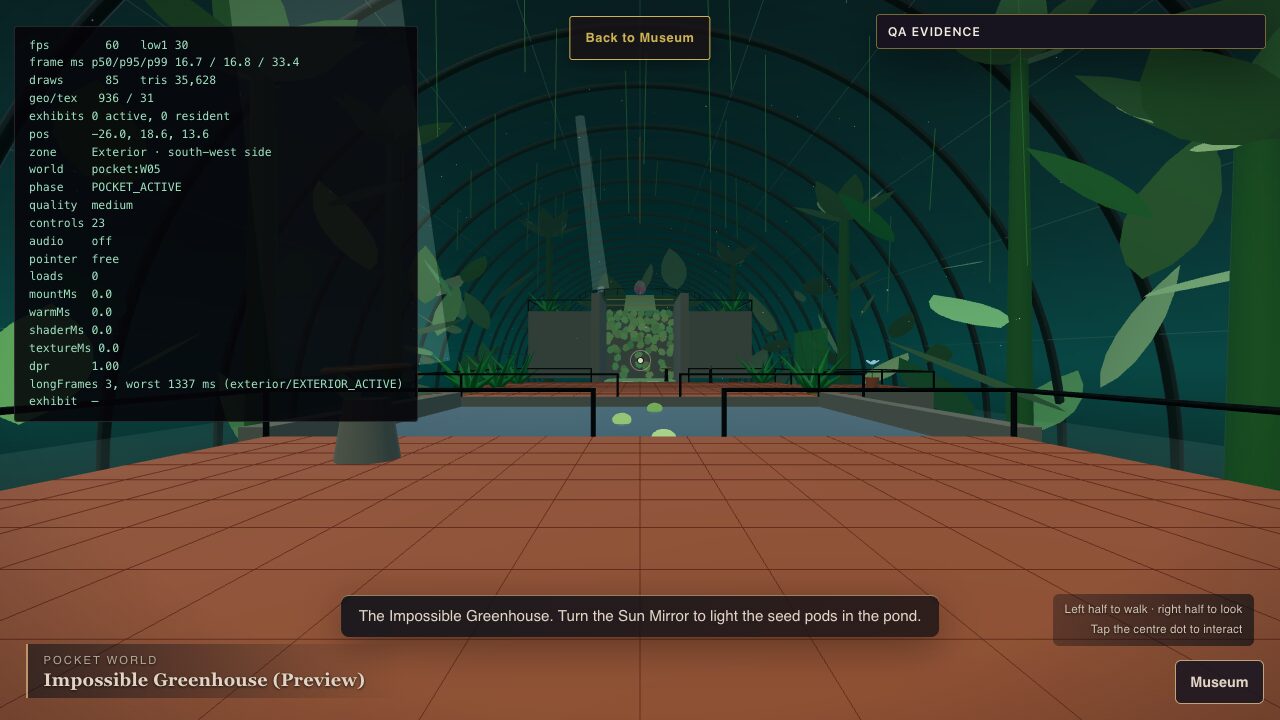 fps 60 low1 30
frame ms p50/p95/p99 16.7 / 16.8 / 33.4
draws 85 tris 35,628
geo/tex 936 / 31
exhibits 0 active, 0 resident
pos −26.0, 18.6, 13.6
zone Exterior · south−west side
world pocket:W05
phase POCKET_ACTIVE
quality medium
controls 23
audio off
pointer free
loads 0
mountMs 0.0
warmMs 0.0
shaderMs 0.0
textureMs 0.0
dpr 1.00
longFrames 3, worst 1337 ms (exterior/EXTERIOR_ACTIVE)
exhibit —
Back to Museum
QA EVIDENCE
The Impossible Greenhouse. Turn the Sun Mirror to light the seed pods in the pond.
Left half to walk · right half to look
Tap the centre dot to interact
POCKET WORLD
Impossible Greenhouse (Preview)
Museum